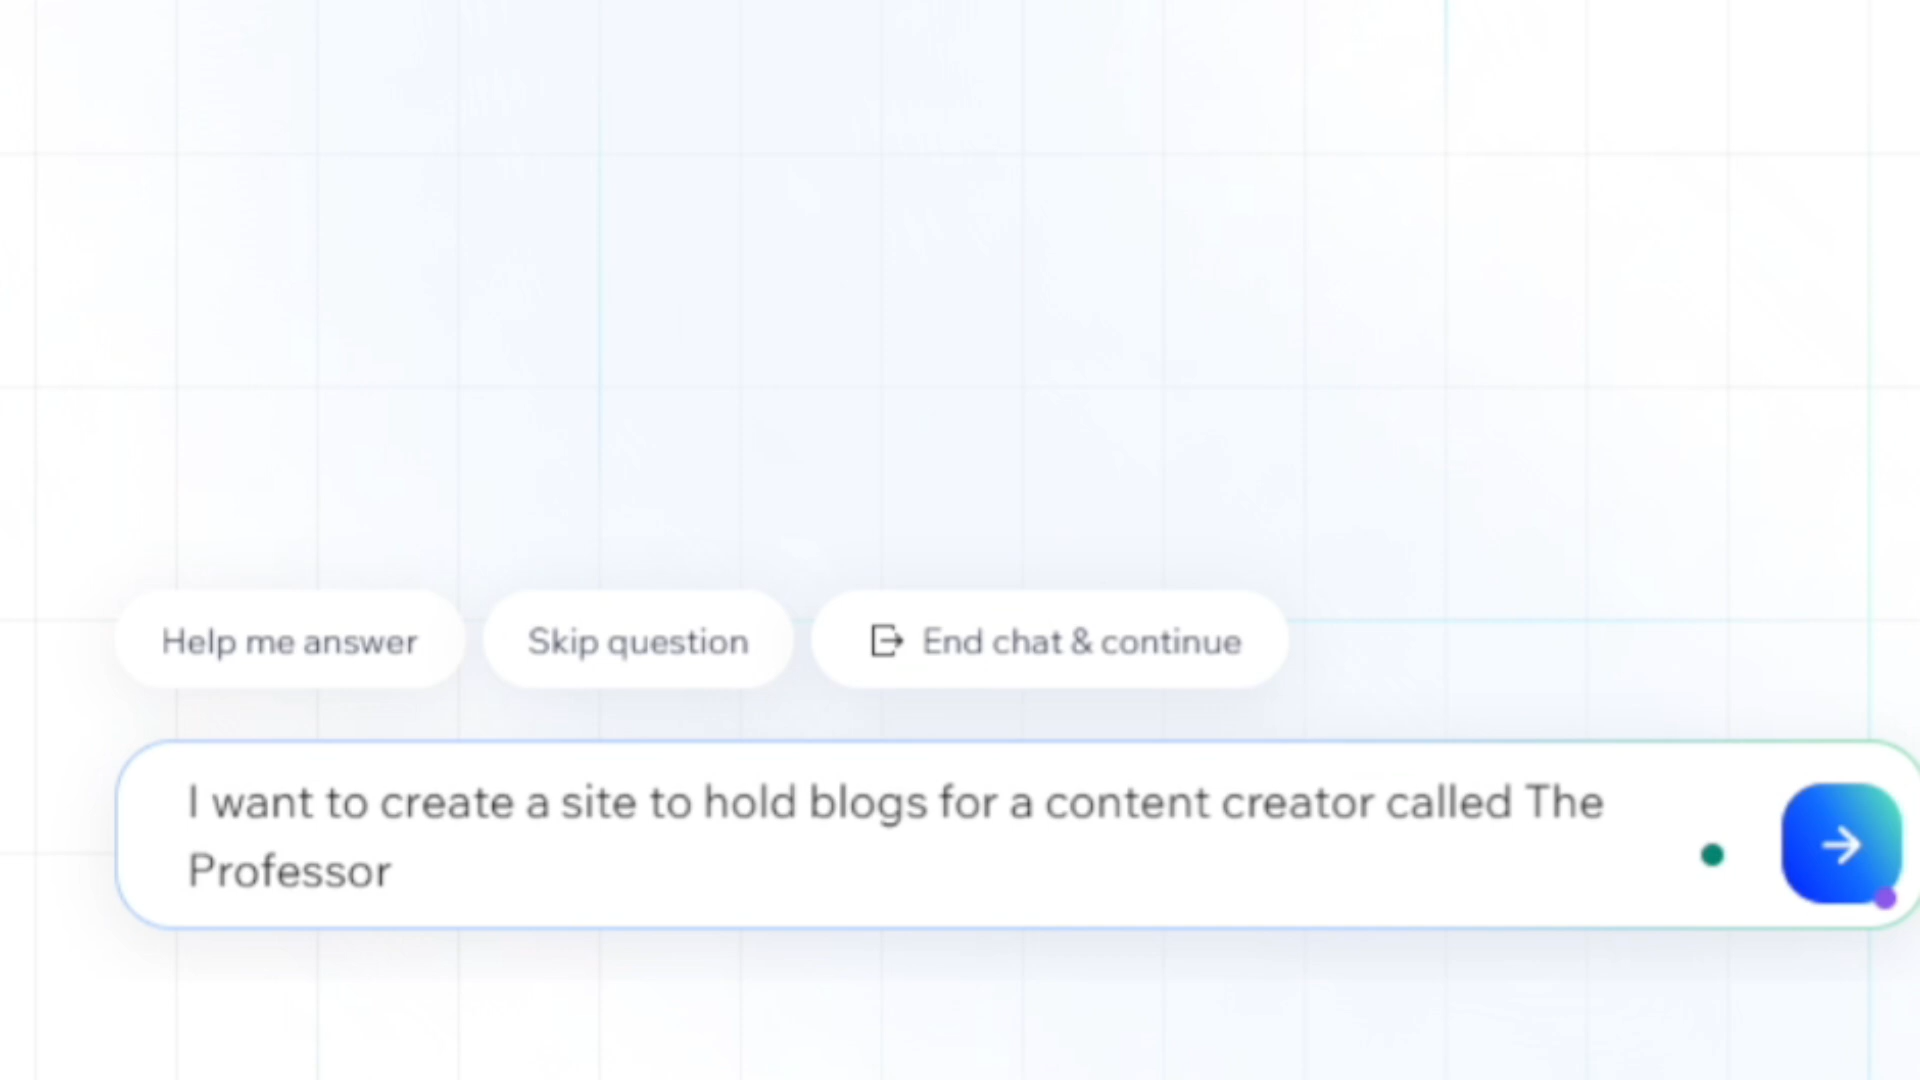 Help me answer
Skip question
End chat & continue
I want to create a site to hold blogs for a content creator called The
Professor